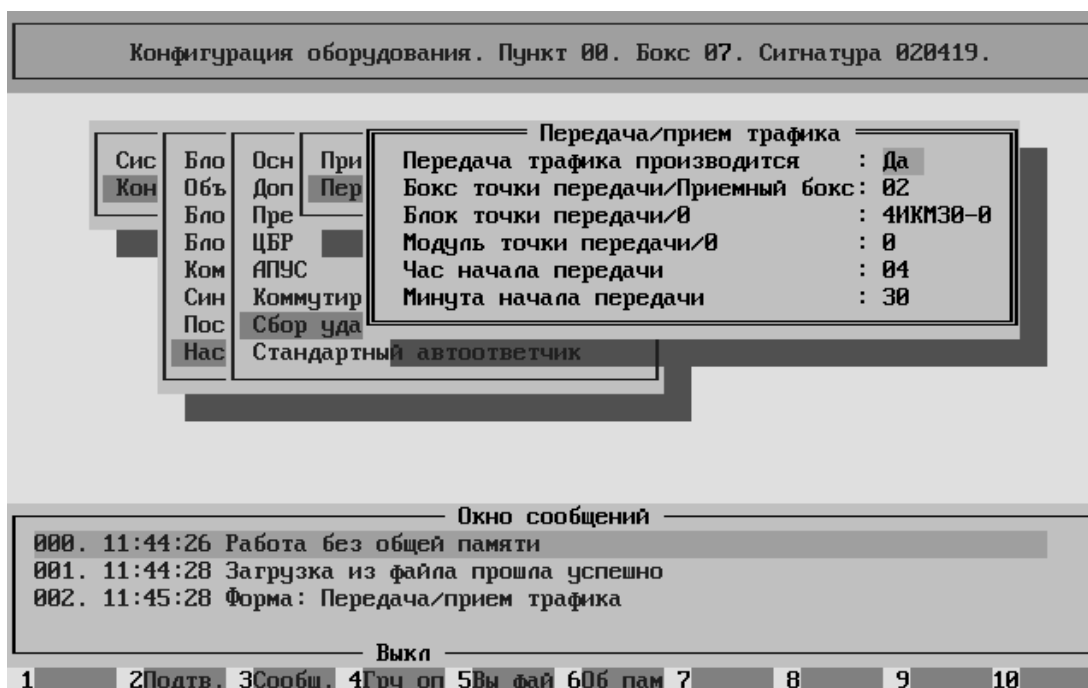 Конфигурация оборудования. Пункт 00. Бокс 07. Сигнатура 020419.
Передача/прием трафика
Сис Бло Осн При Передача трафика производится : Да
Кон Объ Доп Пер Бокс точки передачи/Приемный бокс: 02
Бло Пре Блок точки передачи/0 : 4ИКМ30-0
Бло ЦБР Модуль точки передачи/0 : 0
Ком АПУС Час начала передачи : 04
Син Коммутир Минута начала передачи : 30
Пос Сбор уда
Нас Стандартный автоответчик
Окно сообщений
000. 11:44:26 Работа без общей памяти
001. 11:44:28 Загрузка из файла прошла успешно
002. 11:45:28 Форма: Передача/прием трафика
Выкл
1 2Подтв. 3Сообщ. 4Грч оп 5Вы фай 6Об пам 7 8 9 10